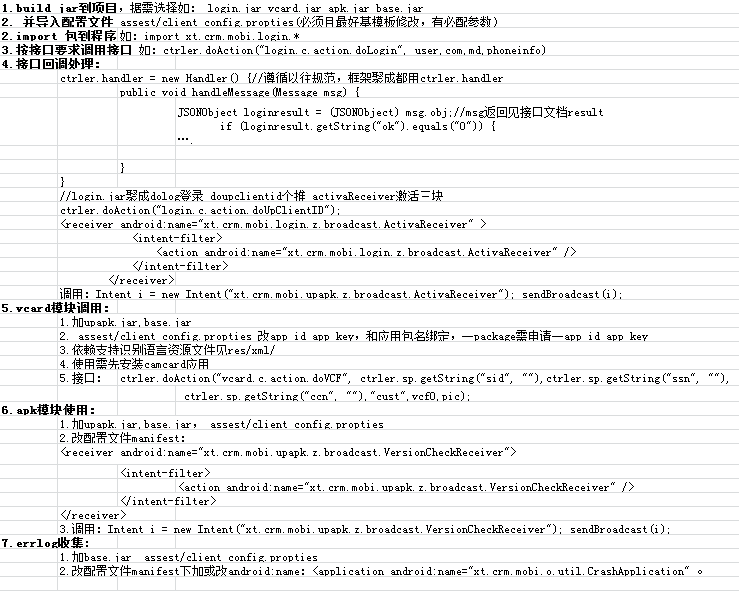 1.build jar到项目，据需选择如: login.jar vcard.jar apk.jar base.jar
2. 并导入配置文件 assest/client config.propties(必须目最好基模板修改，有必配参数)
2.import 包到程序如: import xt.crm.mobi.login.*
3.按接口要求调用接口 如: ctrler.doAction("login.c.action.doLogin", user,com,md,phoneinfo)
4.接口回调处理:
ctrler.handler = new Handler() {//遵循以往规范，框架聚成都用ctrler.handler
public void handleMessage(Message msg) {
JSONObject loginresult = (JSONObject) msg.obj;//msg返回见接口文档result
if (loginresult.getString("ok").equals("0")) {
….
}
}
//login.jar聚成dolog登录 doupclientid个推 activaReceiver激活三块
ctrler.doAction("login.c.action.doUpClientID");
<receiver android:name="xt.crm.mobi.login.z.broadcast.ActivaReceiver" >
<intent-filter>
<action android:name="xt.crm.mobi.login.z.broadcast.ActivaReceiver" />
</intent-filter>
</receiver>
调用: Intent i = new Intent("xt.crm.mobi.upapk.z.broadcast.ActivaReceiver"); sendBroadcast(i);
5.vcard模块调用:
1.加upapk.jar,base.jar
2. assest/client config.propties 改app id app key，和应用包名绑定，一package需申请一app id app key
3.依赖支持识别语言资源文件见res/xml/
4.使用需先安装camcard应用
5.接口: ctrler.doAction("vcard.c.action.doVCF", ctrler.sp.getString("sid", ""),ctrler.sp.getString("ssn", ""),
ctrler.sp.getString("ccn", ""),"cust",vcf0,pic);
6.apk模块使用:
1.加upapk.jar,base.jar， assest/client config.propties
2.改配置文件manifest:
<receiver android:name="xt.crm.mobi.upapk.z.broadcast.VersionCheckReceiver">
<intent-filter>
<action android:name="xt.crm.mobi.upapk.z.broadcast.VersionCheckReceiver" />
</intent-filter>
</receiver>
3.调用: Intent i = new Intent("xt.crm.mobi.upapk.z.broadcast.VersionCheckReceiver"); sendBroadcast(i);
7.errlog收集:
1.加base.jar assest/client config.propties
2.改配置文件manifest下加或改android:name: <application android:name="xt.crm.mobi.o.util.CrashApplication" 。